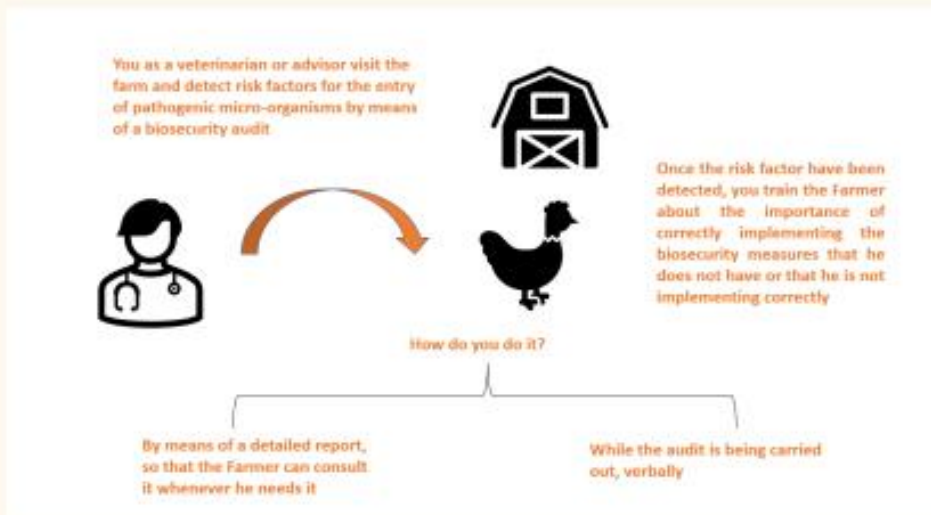 You as a veterinarian or advisor visit the
farm and detect risk factors for the entry
of pathogenic micro-organisms by means
of a biosecurity audit
Once the risk factor have been
detected, you train the Farmer
about the importance of
correctly implementing the
biosecurity measures that he
does not have or that he is not
implementing correctly
How do you do it?
By means of a detailed report,
so that the Farmer can consult
it whenever he needs it
While the audit is being carried
out, verbally